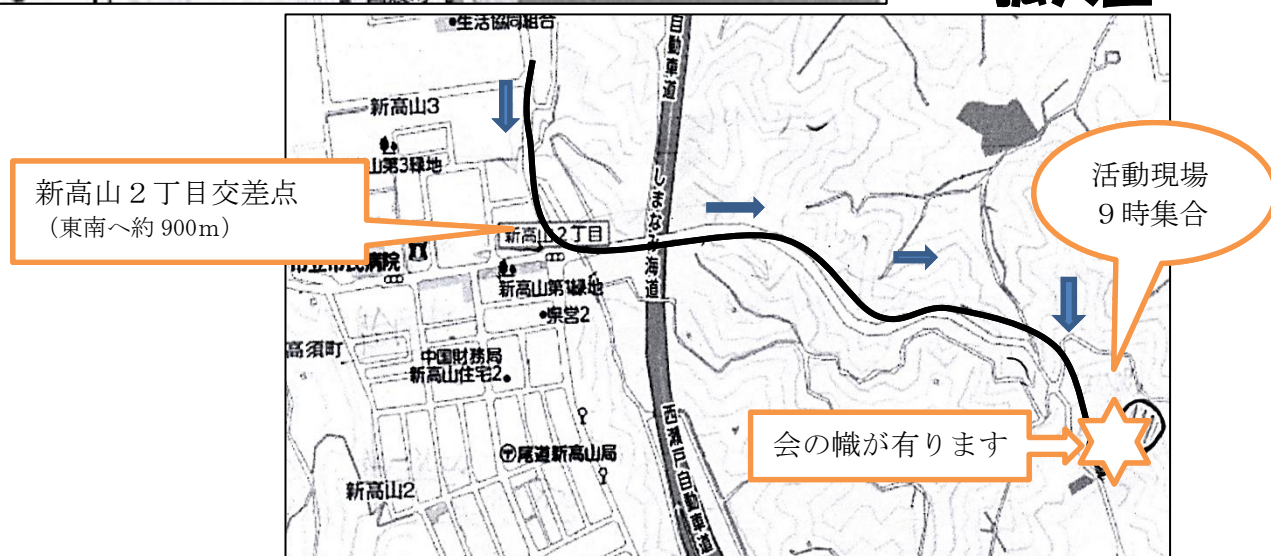 拡大図
生活協同組合
自動車道
新高山3
山第3緑地
新高山２丁目交差点
（東南へ約 900m）
活動現場
９時集合
しまなみ海道
新高山2丁目
市立市民病院
新高山第1緑地
県営2
高須町
中国財務局
新高山住宅2
会の幟が有ります
西瀬戸自動車道
〒尾道新高山局
新高山2